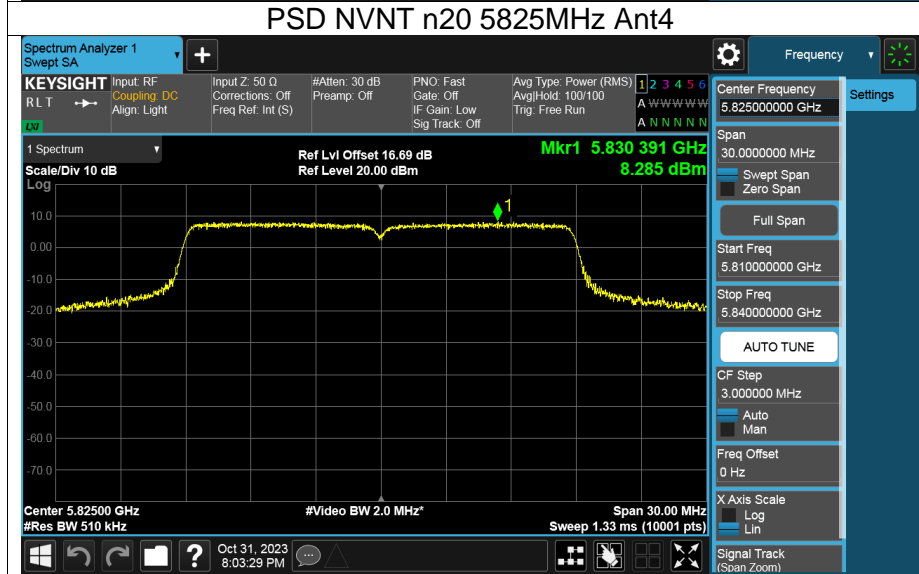 PSD NVNT n20 5825MHz Ant4
Spectrum Analyzer 1
Swept SA
Frequency
KEYSIGHT
RLT
LXI
Input: RF
Coupling: DC
Align: Light
Input Z: 50 Ω
Corrections: Off
Freq Ref: Int (S)
#Atten: 30 dB
Preamp: Off
PNO: Fast
Gate: Off
IF Gain: Low
Sig Track: Off
Avg Type: Power (RMS)
Avg|Hold: 100/100
Trig: Free Run
1 2 3 4 5 6
A W W W W W
A N N N N N
1 Spectrum
Scale/Div 10 dB
Ref Lvl Offset 16.69 dB
Ref Level 20.00 dBm
Mkr1 5.830 391 GHz
8.285 dBm
Log
10.0
0.00
-10.0
-20.0
-30.0
-40.0
-50.0
-60.0
-70.0
1
Center 5.82500 GHz
#Res BW 510 kHz
#Video BW 2.0 MHz*
Span 30.00 MHz
Sweep 1.33 ms (10001 pts)
Oct 31, 2023
8:03:29 PM
Center Frequency
5.825000000 GHz
Span
30.0000000 MHz
Swept Span
Zero Span
Full Span
Start Freq
5.810000000 GHz
Stop Freq
5.840000000 GHz
AUTO TUNE
CF Step
3.000000 MHz
Auto
Man
Freq Offset
0 Hz
X Axis Scale
Log
Lin
Signal Track
(Span Zoom)
Settings